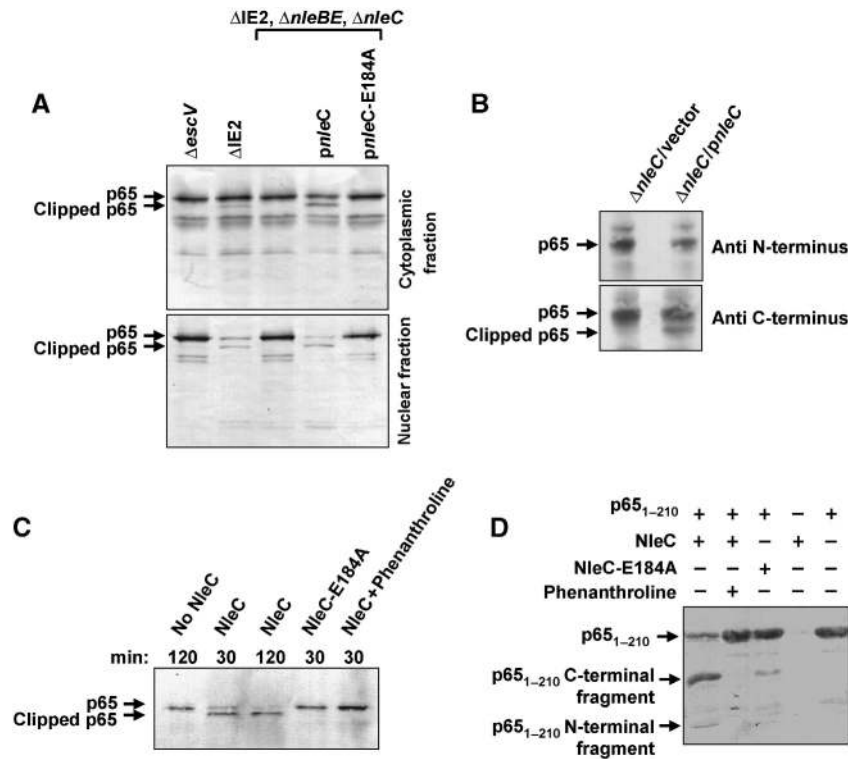 A
ΔIE2, ΔnleBE, ΔnleC
ΔescV
ΔIE2
pnleC
pnleC-E184A
p65
Clipped p65
Cytoplasmic fraction
p65
Clipped p65
Nuclear fraction
B
ΔnleC/vector
ΔnleC/pnleC
p65
Anti N-terminus
p65
Clipped p65
Anti C-terminus
C
No NleC
NleC
NleC
NleC-E184A
NleC+Phenanthroline
min: 120 30 120 30 30
p65
Clipped p65
D
p65₁₋₂₁₀ + + + – +
NleC + + – + –
NleC-E184A – – + – –
Phenanthroline – + – – –
p65₁₋₂₁₀
p65₁₋₂₁₀ C-terminal
fragment
p65₁₋₂₁₀ N-terminal
fragment